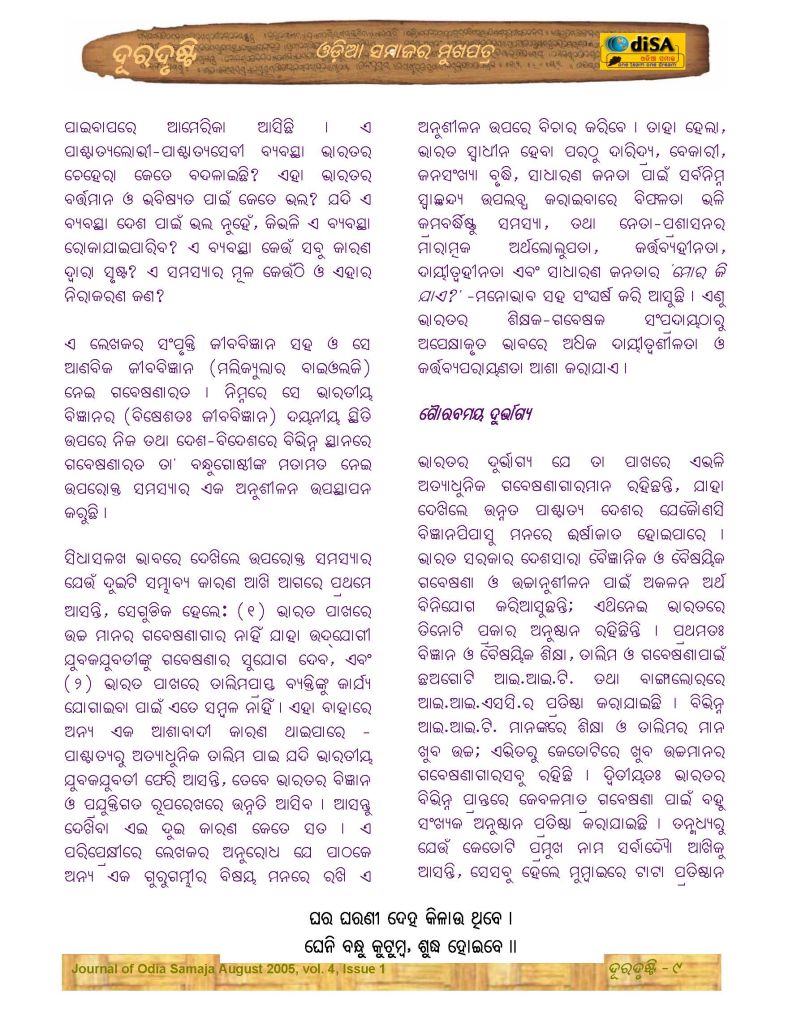 ଦୂରଦୃଷ୍ଟି
ଓଡ଼ିଆ ସମାଜର ମୁଖପତ୍ର
OdiSA
ଓଡ଼ିଆ ସମାଜ
one team one dream
ପାଇବାପରେ ଆମେରିକା ଆସିଛି । ଏ
ପାଶ୍ଚାତ୍ୟଲୋଭୀ-ପାଶ୍ଚାତ୍ୟସେବୀ ବ୍ୟବସ୍ଥା ଭାରତର
ଚେହେରା କେତେ ବଦଳାଇଛି? ଏହା ଭାରତର
ବର୍ତ୍ତମାନ ଓ ଭବିଷ୍ୟତ ପାଇଁ କେତେ ଭଲ? ଯଦି ଏ
ବ୍ୟବସ୍ଥା ଦେଶ ପାଇଁ ଭଲ ନୁହେଁ, କିଭଳି ଏ ବ୍ୟବସ୍ଥା
ରୋକାଯାଇପାରିବ? ଏ ବ୍ୟବସ୍ଥା କେଉଁ ସବୁ କାରଣ
ଦ୍ୱାରା ସୃଷ୍ଟ? ଏ ସମସ୍ୟାର ମୂଳ କେଉଁଠି ଓ ଏହାର
ନିରାକରଣ କଣ?
ଏ ଲେଖକର ସଂପୃକ୍ତି ଜୀବବିଜ୍ଞାନ ସହ ଓ ସେ
ଆଣବିକ ଜୀବବିଜ୍ଞାନ (ମଲିକ୍ୟୁଲାର ବାଇଓଲଜି)
ନେଇ ଗବେଷଣାରତ । ନିମ୍ନରେ ସେ ଭାରତୀୟ
ବିଜ୍ଞାନର (ବିଷେଶତଃ ଜୀବବିଜ୍ଞାନ) ଦୟନୀୟ ସ୍ଥିତି
ଉପରେ ନିଜ ତଥା ଦେଶ-ବିଦେଶରେ ବିଭିନ୍ନ ସ୍ଥାନରେ
ଗବେଷଣାରତ ତା' ବନ୍ଧୁଗୋଷ୍ଠୀଙ୍କ ମତାମତ ନେଇ
ଉପରୋକ୍ତ ସମସ୍ୟାର ଏକ ଅନୁଶୀଳନ ଉପସ୍ଥାପନ
କରୁଛି ।
ସିଧାସଳଖ ଭାବରେ ଦେଖିଲେ ଉପରୋକ୍ତ ସମସ୍ୟାର
ଯେଉଁ ଦୁଇଟି ସମ୍ଭାବ୍ୟ କାରଣ ଆଖି ଆଗରେ ପ୍ରଥମେ
ଆସନ୍ତି, ସେଗୁଡିକ ହେଲେ: (୧) ଭାରତ ପାଖରେ
ଉଚ୍ଚ ମାନର ଗବେଷଣାଗାର ନାହିଁ ଯାହା ଉଦ୍‌ଯୋଗୀ
ଯୁବକଯୁବତୀଙ୍କୁ ଗବେଷଣାର ସୁଯୋଗ ଦେବ, ଏବଂ
(୨) ଭାରତ ପାଖରେ ତାଲିମପ୍ରାପ୍ତ ବ୍ୟକ୍ତିଙ୍କୁ କାର୍ଯ୍ୟ
ଯୋଗାଇବା ପାଇଁ ଏତେ ସମ୍ବଳ ନାହିଁ । ଏହା ବାହାରେ
ଅନ୍ୟ ଏକ ଆଶାବାଦୀ କାରଣ ଥାଇପାରେ -
ପାଶ୍ଚାତ୍ୟରୁ ଅତ୍ୟାଧୁନିକ ତାଲିମ ପାଇ ଯଦି ଭାରତୀୟ
ଯୁବକଯୁବତୀ ଫେରି ଆସନ୍ତି, ତେବେ ଭାରତର ବିଜ୍ଞାନ
ଓ ପ୍ରଯୁକ୍ତିଗତ ରୂପରେଖରେ ଉନ୍ନତି ଆସିବ । ଆସନ୍ତୁ
ଦେଖିବା ଏଇ ଦୁଇ କାରଣ କେତେ ସତ । ଏ
ପରିପ୍ରେକ୍ଷୀରେ ଲେଖକର ଅନୁରୋଧ ଯେ ପାଠକେ
ଅନ୍ୟ ଏକ ଗୁରୁଗମ୍ଭୀର ବିଷୟ ମନରେ ରଖି ଏ
ଅନୁଶୀଳନ ଉପରେ ବିଚାର କରିବେ । ତାହା ହେଲା,
ଭାରତ ସ୍ୱାଧୀନ ହେବା ପରଠୁ ଦାରିଦ୍ର୍ୟ, ବେକାରୀ,
ଜନସଂଖ୍ୟା ବୃଦ୍ଧି, ସାଧାରଣ ଜନତା ପାଇଁ ସର୍ବନିମ୍ନ
ସ୍ୱାଚ୍ଛନ୍ଦ୍ୟ ଉପଲବ୍ଧ କରାଇବାରେ ବିଫଳତା ଭଳି
କ୍ରମବର୍ଦ୍ଧିଷ୍ଣୁ ସମସ୍ୟା, ତଥା ନେତା-ପ୍ରଶାସନର
ମାରାତ୍ମକ ଅର୍ଥଲୋଲୁପତା, କର୍ତ୍ତବ୍ୟହୀନତା,
ଦାୟୀତ୍ୱହୀନତା ଏବଂ ସାଧାରଣ ଜନତାର 'ମୋର କି
ଯାଏ?' -ମନୋଭାବ ସହ ସଂଘର୍ଷ କରି ଆସୁଛି । ଏଣୁ
ଭାରତର ଶିକ୍ଷକ-ଗବେଷକ ସଂପ୍ରଦାୟଠାରୁ
ଅପେକ୍ଷାକୃତ ଭାବରେ ଅଧିକ ଦାୟୀତ୍ୱଶୀଳତା ଓ
କର୍ତ୍ତବ୍ୟପରାୟଣତା ଆଶା କରାଯାଏ ।
ଗୌରବମୟ ଦୁର୍ଭାଗ୍ୟ
ଭାରତର ଦୁର୍ଭାଗ୍ୟ ଯେ ତା ପାଖରେ ଏଭଳି
ଅତ୍ୟାଧୁନିକ ଗବେଷଣାଗାରମାନ ରହିଛନ୍ତି, ଯାହା
ଦେଖିଲେ ଉନ୍ନତ ପାଶ୍ଚାତ୍ୟ ଦେଶର ଯେକୌଣସି
ବିଜ୍ଞାନପିପାସୁ ମନରେ ଇର୍ଷାଜାତ ହୋଇପାରେ ।
ଭାରତ ସରକାର ଦେଶସାରା ବୈଜ୍ଞାନିକ ଓ ବୈଷୟିକ
ଗବେଷଣା ଓ ଉଚ୍ଚାନୁଶୀଳନ ପାଇଁ ଅକଳନ ଅର୍ଥ
ବିନିଯୋଗ କରିଆସୁଛନ୍ତି; ଏଥିନେଇ ଭାରତରେ
ତିନୋଟି ପ୍ରକାର ଅନୁଷ୍ଠାନ ରହିଛିନ୍ତି । ପ୍ରଥମତଃ
ବିଜ୍ଞାନ ଓ ବୈଷୟିକ ଶିକ୍ଷା, ତାଲିମ ଓ ଗବେଷଣାପାଇଁ
ଛଅଗୋଟି ଆଇ.ଆଇ.ଟି. ତଥା ବାଙ୍ଗାଲୋରରେ
ଆଇ.ଆଇ.ଏସସି.ର ପ୍ରତିଷ୍ଠା କରାଯାଇଛି । ବିଭିନ୍ନ
ଆଇ.ଆଇ.ଟି. ମାନଙ୍କରେ ଶିକ୍ଷା ଓ ତାଲିମର ମାନ
ଖୁବ ଉଚ୍ଚ; ଏଭିତରୁ କେତୋଟିରେ ଖୁବ ଉଚ୍ଚମାନର
ଗବେଷଣାଗାରସବୁ ରହିଛି । ଦ୍ୱିତୀୟତଃ ଭାରତର
ବିଭିନ୍ନ ପ୍ରାନ୍ତରେ କେବଳମାତ୍ର ଗବେଷଣା ପାଇଁ ବହୁ
ସଂଖ୍ୟକ ଅନୁଷ୍ଠାନ ପ୍ରତିଷ୍ଠା କରାଯାଇଛି । ତନ୍ମଧ୍ୟରୁ
ଯେଉଁ କେତୋଟି ପ୍ରମୁଖ ନାମ ସର୍ବାଦ୍ୟୌ ଆଖିକୁ
ଆସନ୍ତି, ସେସବୁ ହେଲେ ମୁମ୍ବାଇରେ ଟାଟା ପ୍ରତିଷ୍ଠାନ
ଘର ଘରଣୀ ଦେହ କିଳାଉ ଥିବେ ।
ଘେନି ବନ୍ଧୁ କୁଟୁମ୍ବ, ଶୁଦ୍ଧ ହୋଇବେ ॥
Journal of Odia Samaja August 2005, vol. 4, Issue 1
ଦୂରଦୃଷ୍ଟି - ୯